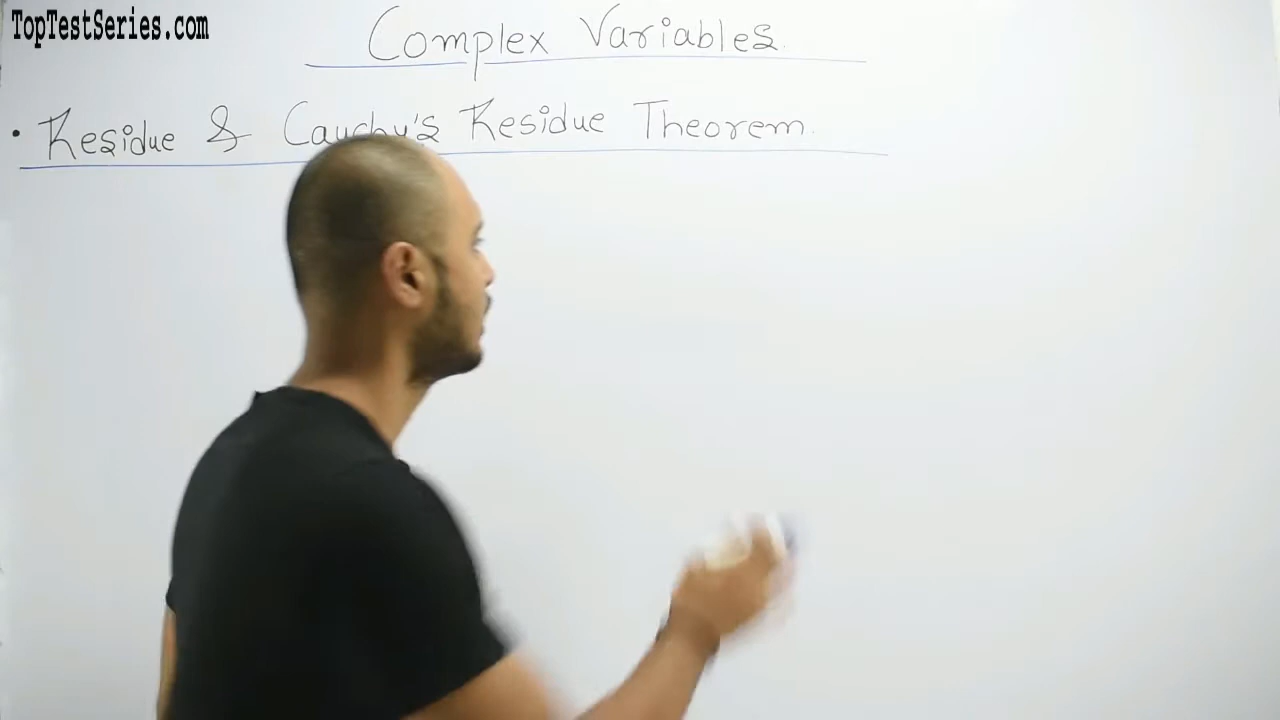 TopTestSeries.com
Complex Variables.
• Residue & Cauchy's Residue Theorem.